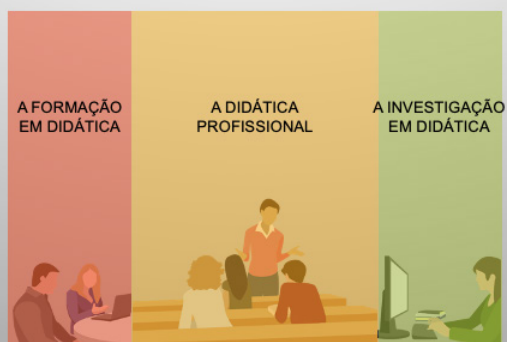 A FORMAÇÃO
EM DIDÁTICA
A DIDÁTICA
PROFISSIONAL
A INVESTIGAÇÃO
EM DIDÁTICA